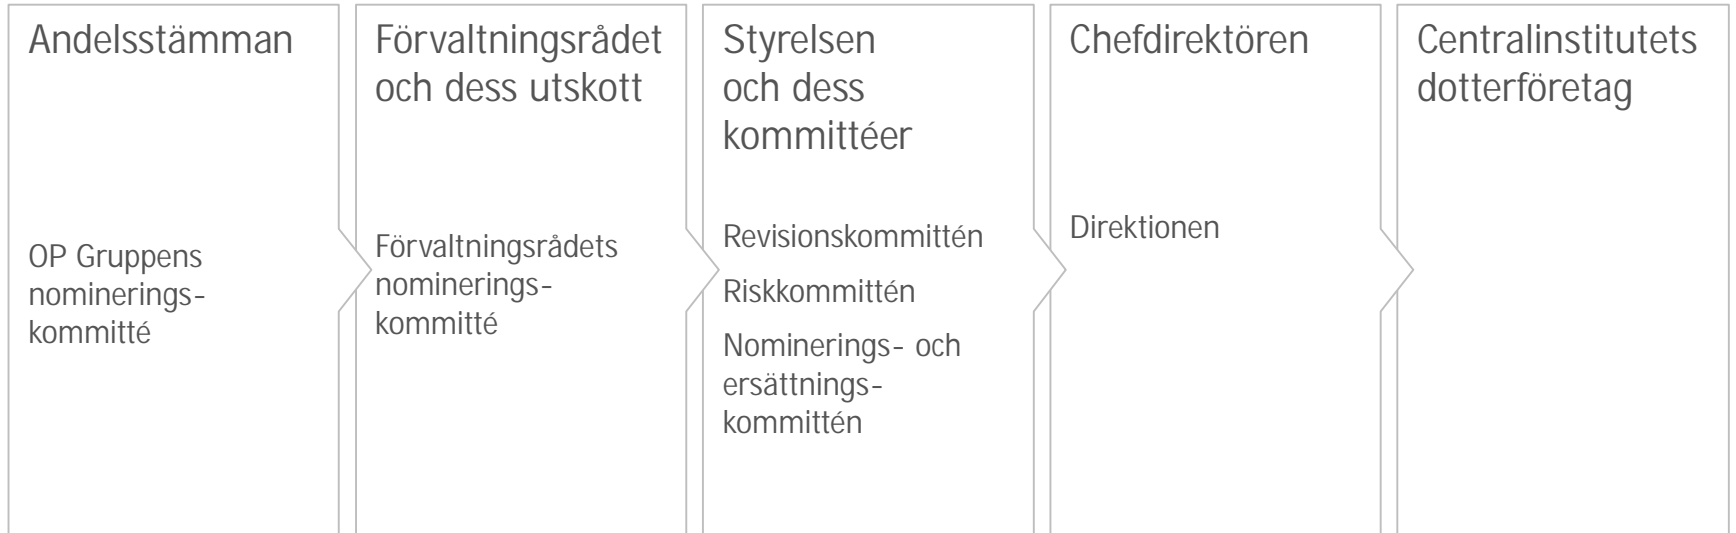 Andelsstämman
OP Gruppens
nominerings-
kommitté
Förvaltningsrådet
och dess utskott
Förvaltningsrådets
nominerings-
kommitté
Styrelsen
och dess
kommittéer
Revisionskommittén
Riskkommittén
Nominerings- och
ersättnings-
kommittén
Chefdirektören
Direktionen
Centralinstitutets
dotterföretag